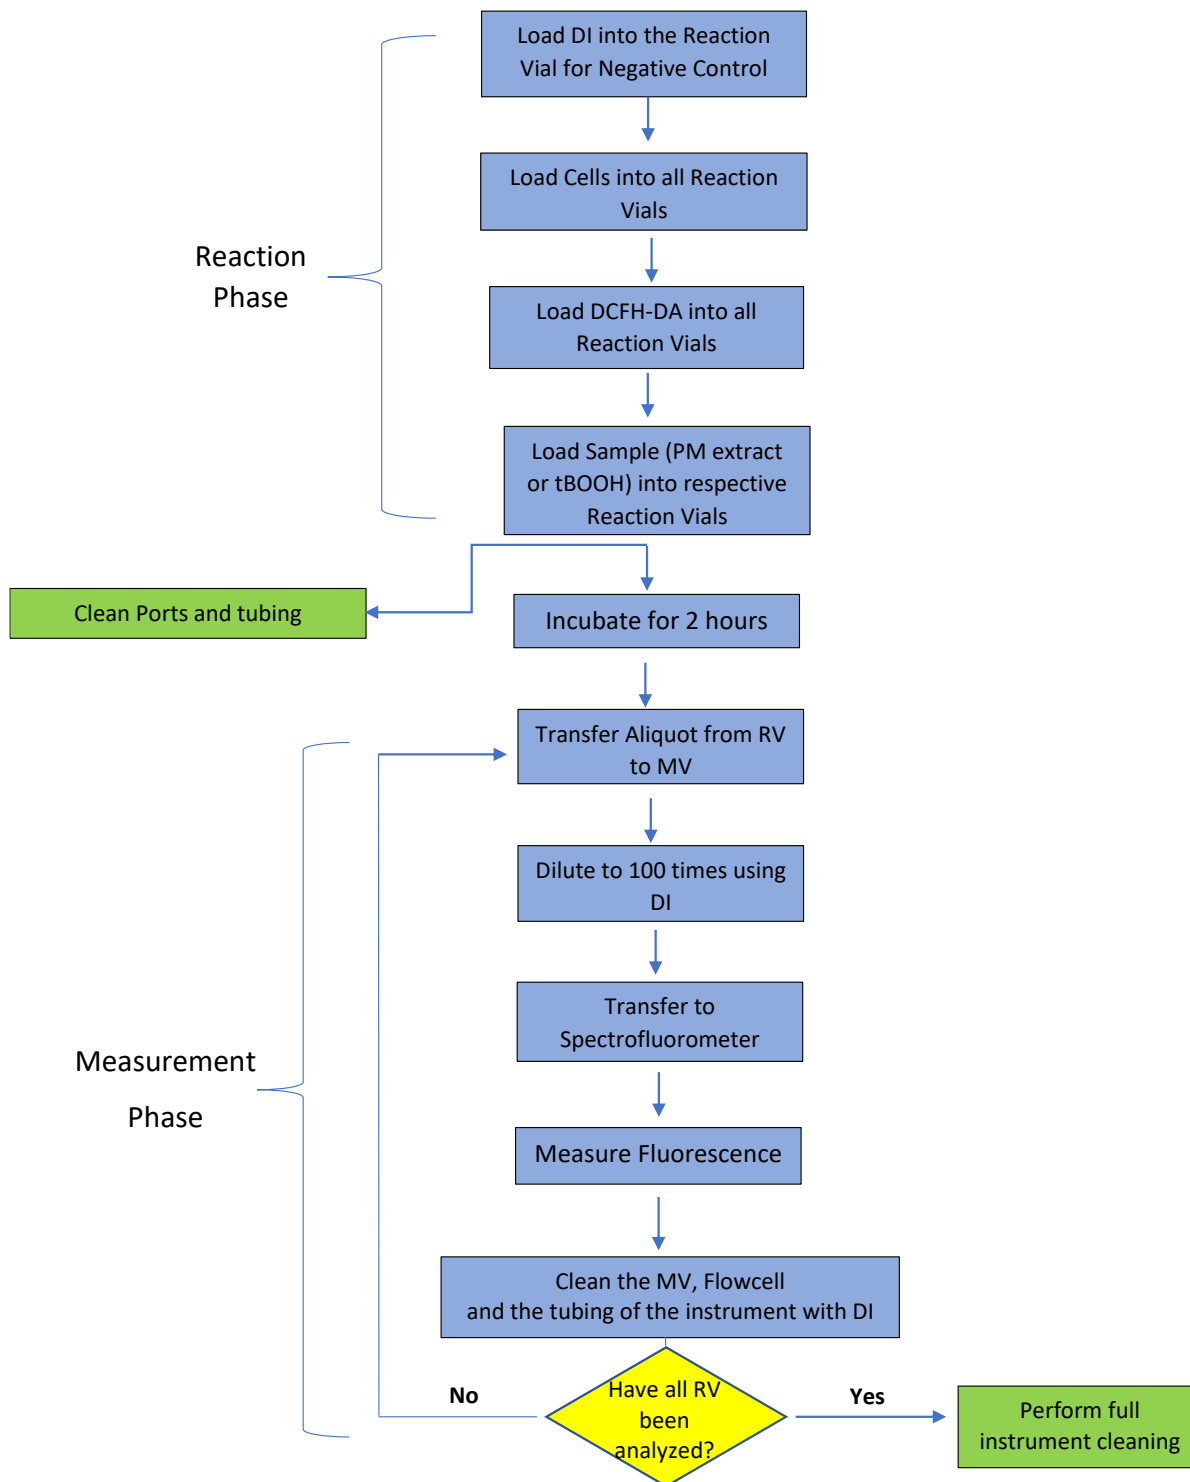 Load DI into the Reaction
Vial for Negative Control
Load Cells into all Reaction
Vials
Reaction
Phase
Load DCFH-DA into all
Reaction Vials
Load Sample (PM extract
or tBOOH) into respective
Reaction Vials
Clean Ports and tubing
Incubate for 2 hours
Transfer Aliquot from RV
to MV
Dilute to 100 times using
DI
Transfer to
Spectrofluorometer
Measurement
Phase
Measure Fluorescence
Clean the MV, Flowcell
and the tubing of the instrument with DI
No
Have all RV
been
analyzed?
Yes
Perform full
instrument cleaning